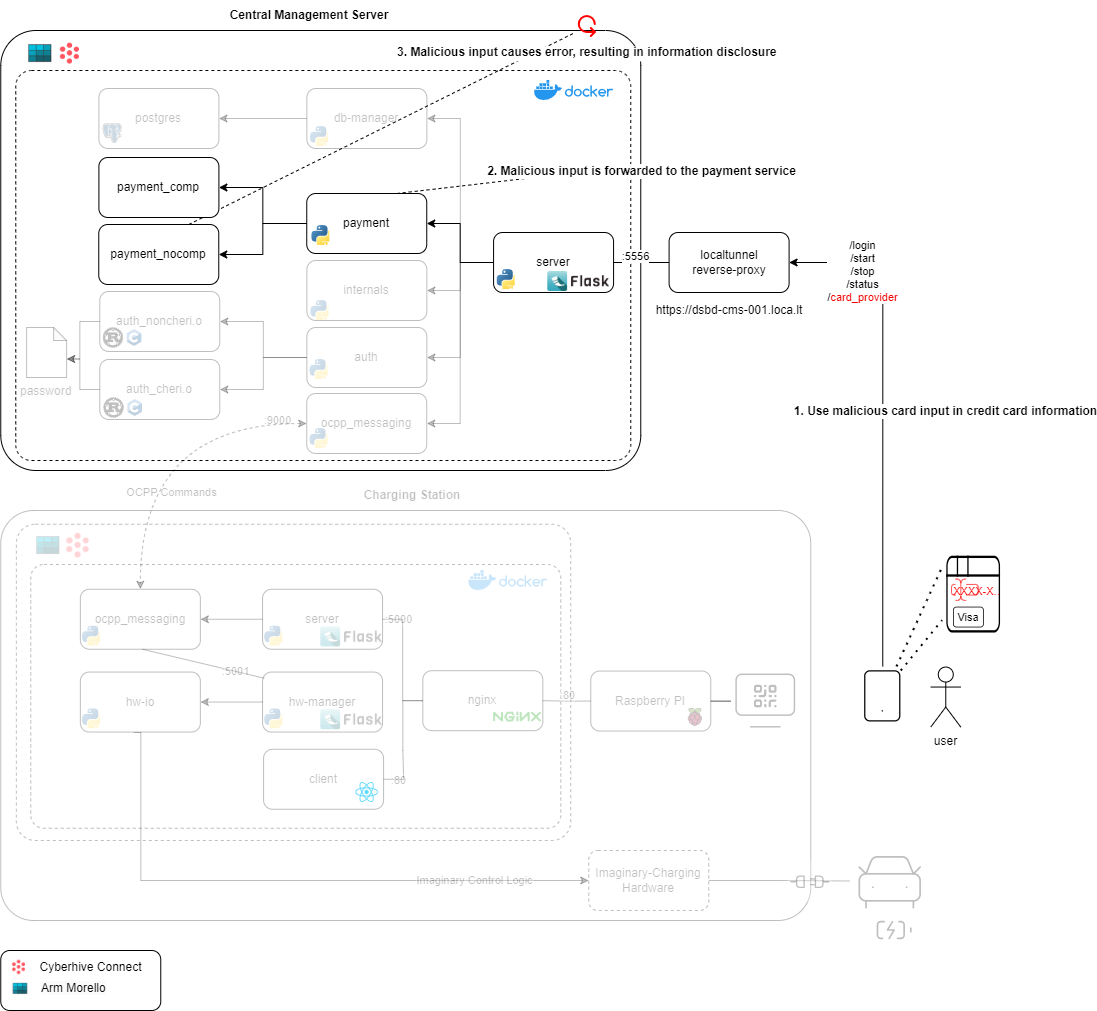 Central Management Server
3. Malicious input causes error, resulting in information disclosure
docker
postgres
db-manager
payment_comp
2. Malicious input is forwarded to the payment service
payment
payment_nocomp
server
Flask
:5556
localtunnel
reverse-proxy
https://dsbd-cms-001.loca.lt
/login
/start
/stop
/status
/card_provider
internals
auth_noncheri.o
auth
password
auth_cheri.o
:9000
ocpp_messaging
1. Use malicious card input in credit card information
OCPP Commands
Charging Station
docker
ocpp_messaging
server
Flask
:5000
:5001
hw-io
hw-manager
Flask
nginx
NGINX
:80
Raspberry PI
client
:80
XXXX-X..
Visa
user
Imaginary Control Logic
Imaginary-Charging
Hardware
Cyberhive Connect
Arm Morello